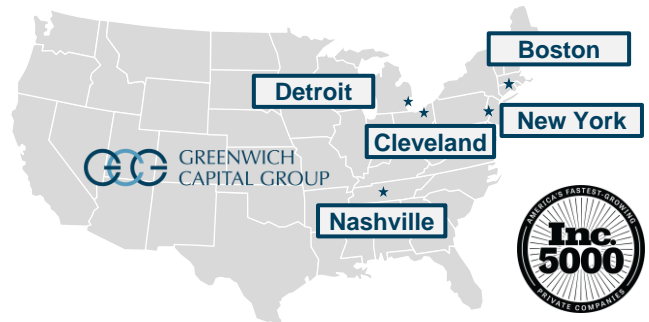 Boston
Detroit
New York
Cleveland
GREENWICH
CAPITAL GROUP
Nashville
AMERICA'S FASTEST-GROWING
Inc.
5000
PRIVATE COMPANIES